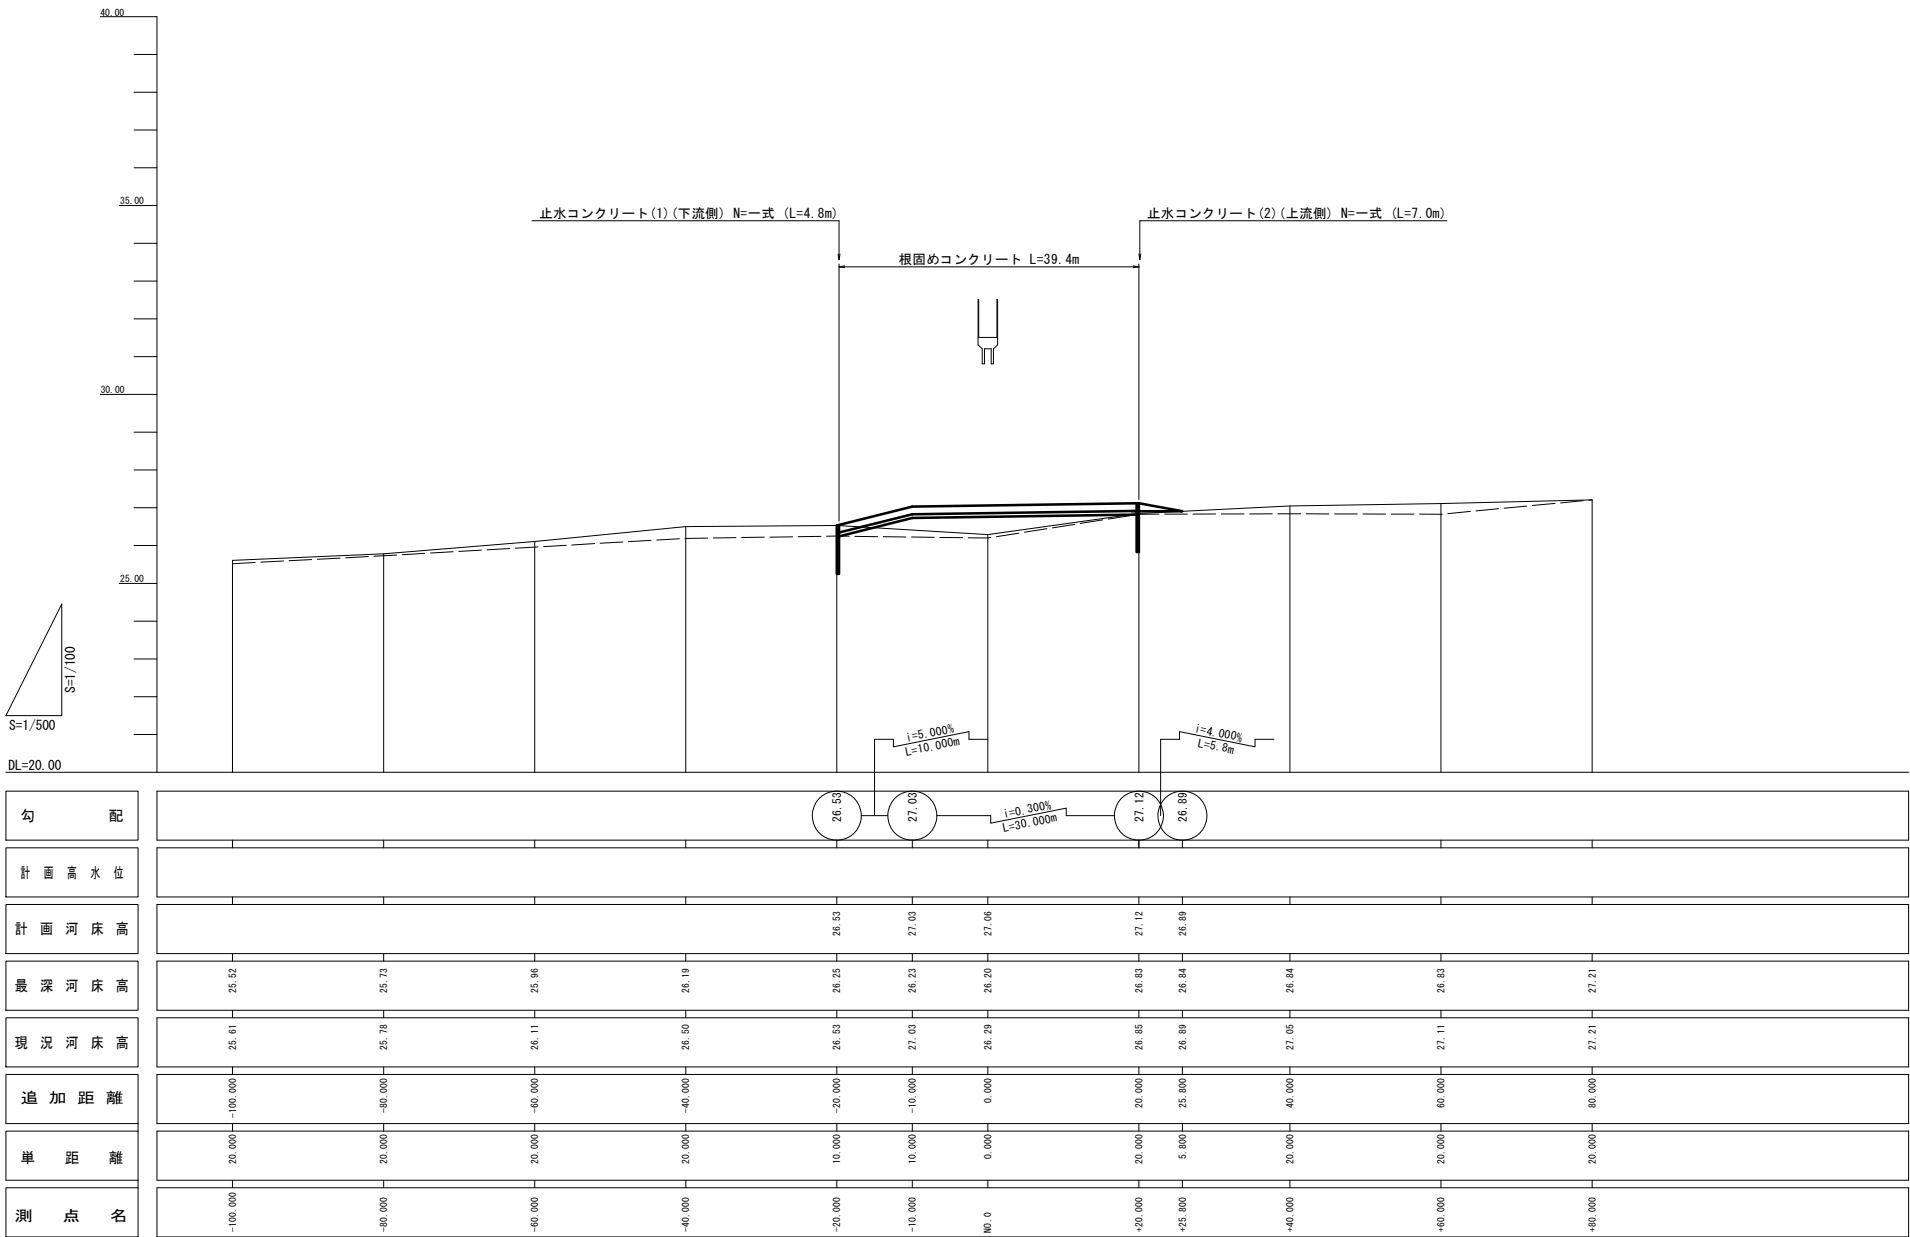 40.00
35.00
止水コンクリート(1)(下流側) N=一式 (L=4.8m)
止水コンクリート(2)(上流側) N=一式 (L=7.0m)
根固めコンクリート L=39.4m
30.00
25.00
S=1/100
S=1/500
DL=20.00
i=5.000%
L=10.000m
i=4.000%
L=5.8m
勾配
26.53 27.03 27.12 26.89
i=0.300%
L=30.000m
計画高水位
計画河床高
26.53 27.03 27.06 27.12 26.89
最深河床高
25.52 25.73 25.96 26.19 26.25 26.23 26.20 26.83 26.84 26.84 26.83 27.21
現況河床高
25.61 25.78 26.11 26.50 26.53 27.03 26.29 26.85 26.89 27.05 27.11 27.21
追加距離
-100.000 -80.000 -60.000 -40.000 -20.000 -10.000 0.000 20.000 25.800 40.000 60.000 80.000
単距離
20.000 20.000 20.000 20.000 10.000 10.000 0.000 20.000 5.800 20.000 20.000 20.000
測点名
-100.000 -80.000 -60.000 -40.000 -20.000 -10.000 NO.0 +20.000 +25.800 +40.000 +60.000 +80.000